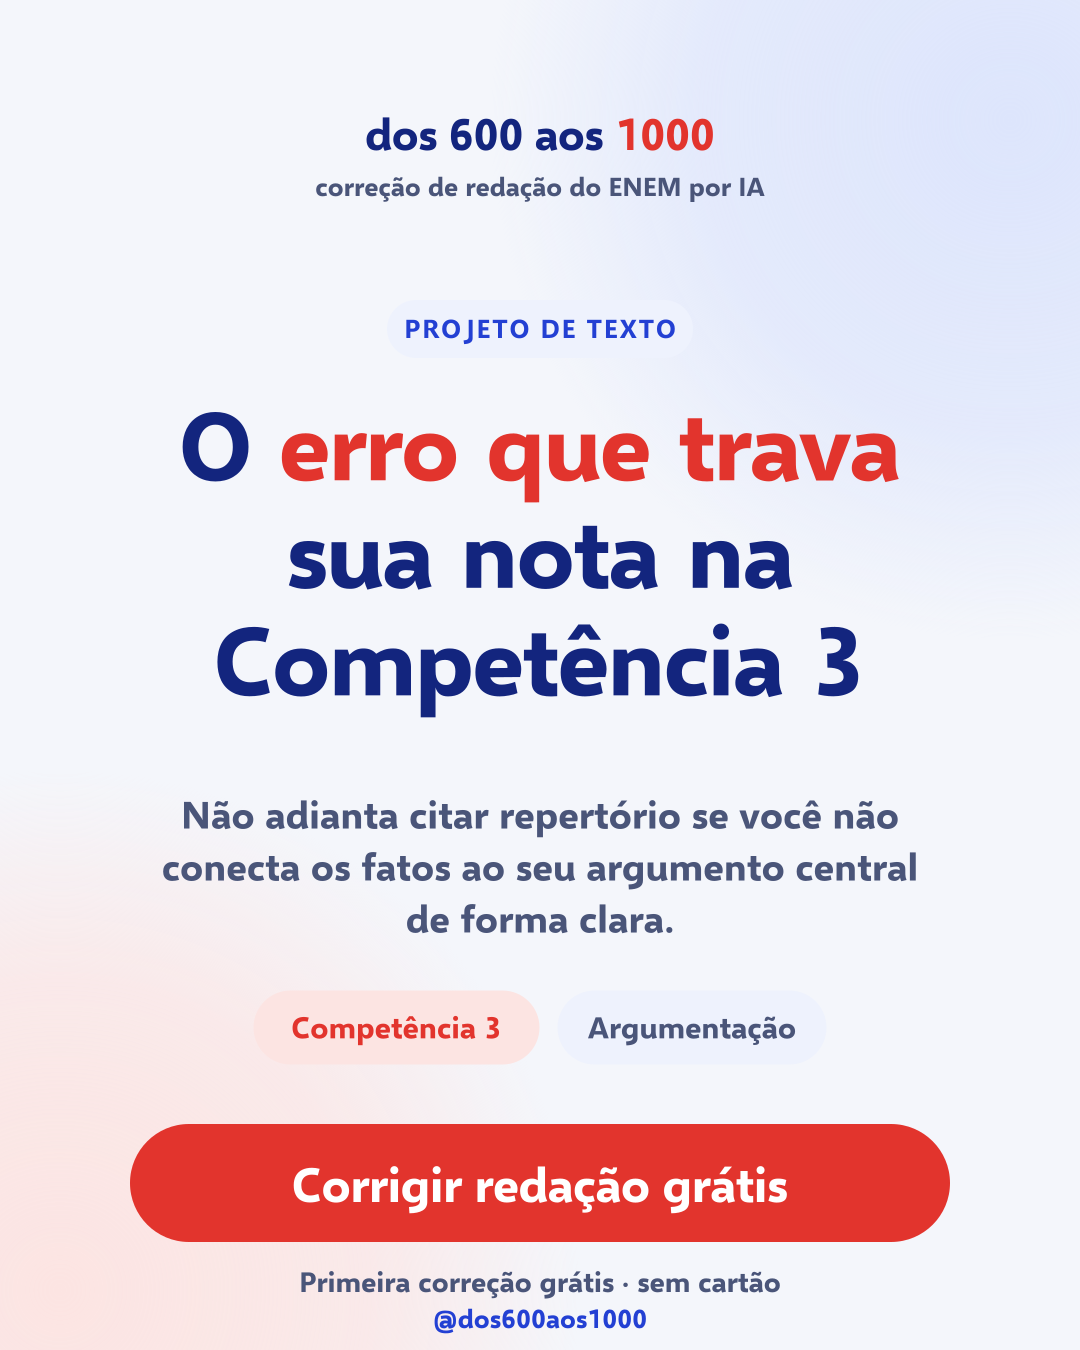 dos 600 aos 1000
correção de redação do ENEM por IA
PROJETO DE TEXTO
O erro que trava
sua nota na
Competência 3
Não adianta citar repertório se você não
conecta os fatos ao seu argumento central
de forma clara.
Competência 3 Argumentação
Corrigir redação grátis
Primeira correção grátis · sem cartão
@dos600aos1000